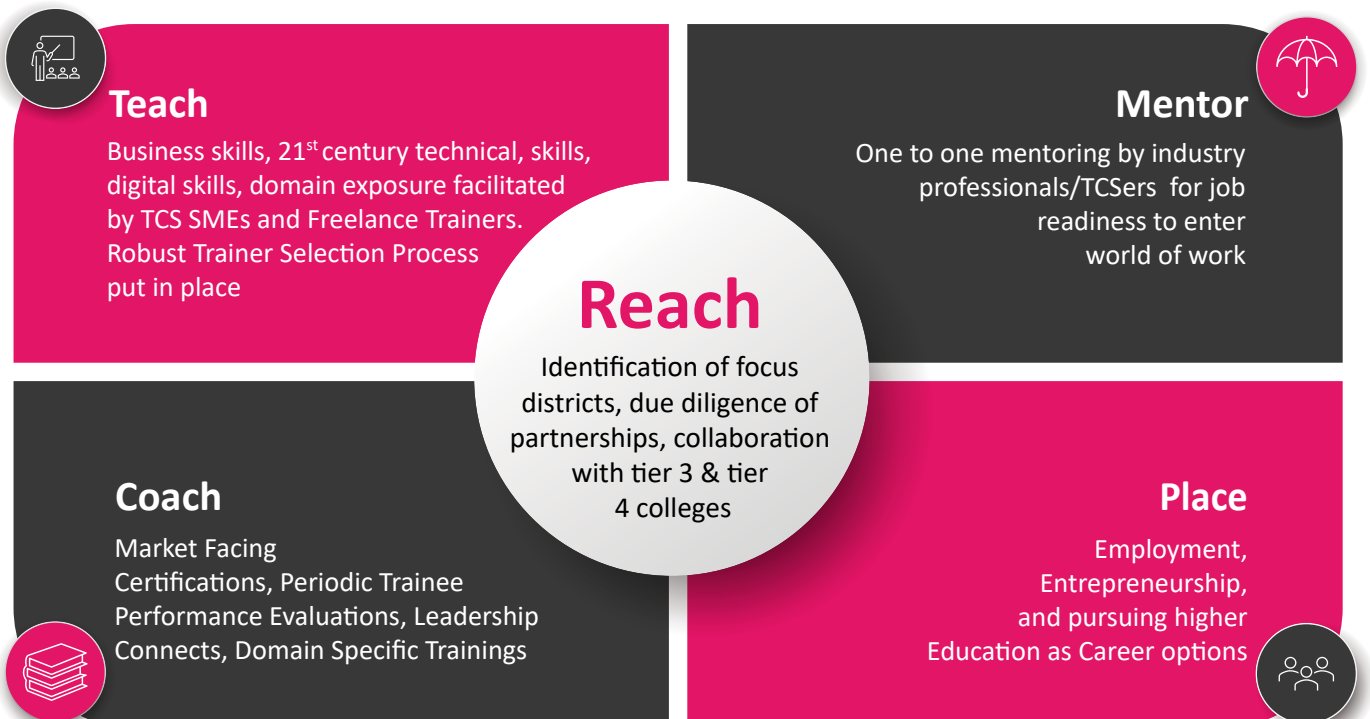 Teach
Business skills, 21st century technical, skills,
digital skills, domain exposure facilitated
by TCS SMEs and Freelance Trainers.
Robust Trainer Selection Process
put in place
Mentor
One to one mentoring by industry
professionals/TCSers for job
readiness to enter
world of work
Reach
Identification of focus
districts, due diligence of
partnerships, collaboration
with tier 3 & tier
4 colleges
Coach
Market Facing
Certifications, Periodic Trainee
Performance Evaluations, Leadership
Connects, Domain Specific Trainings
Place
Employment,
Entrepreneurship,
and pursuing higher
Education as Career options